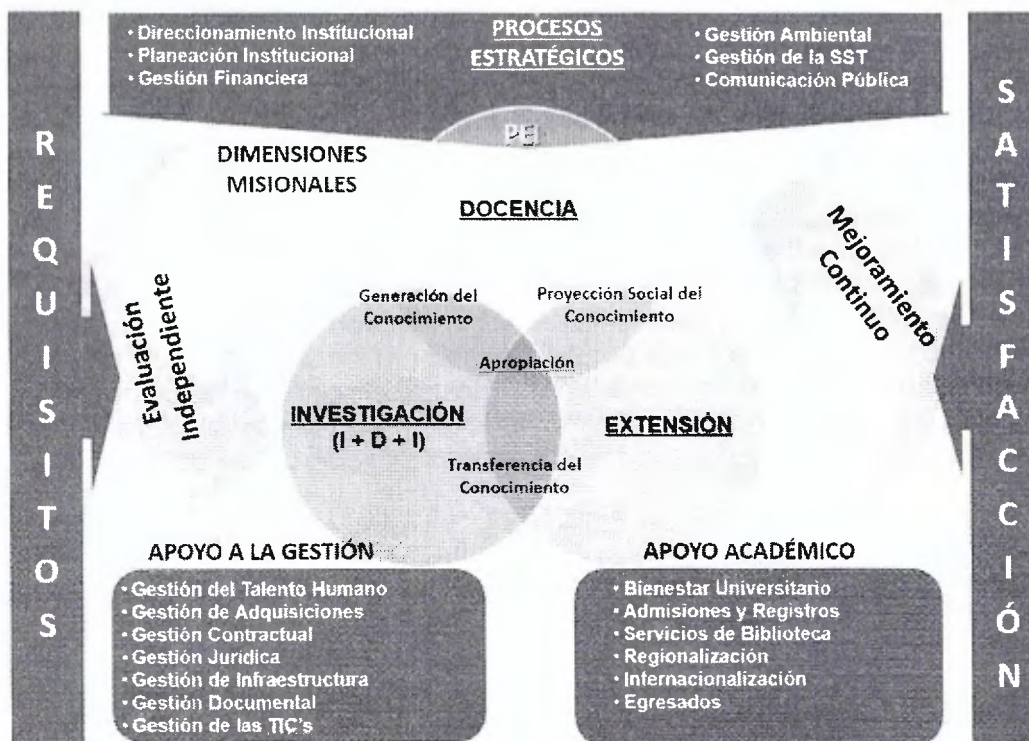 • Direccionamiento Institucional
• Planeación Institucional
• Gestión Financiera
PROCESOS
ESTRATÉGICOS
• Gestión Ambiental
• Gestión de la SST
• Comunicación Pública
REQUISITOS
SATISFACCIÓN
PEI
DIMENSIONES
MISIONALES
DOCENCIA
Evaluación
Independiente
Mejoramiento
Continuo
Generación del
Conocimiento
Proyección Social del
Conocimiento
Apropiación
INVESTIGACIÓN
(I + D + I)
EXTENSIÓN
Transferencia del
Conocimiento
APOYO A LA GESTIÓN
• Gestión del Talento Humano
• Gestión de Adquisiciones
• Gestión Contractual
• Gestión Jurídica
• Gestión de Infraestructura
• Gestión Documental
• Gestión de las TIC's
APOYO ACADÉMICO
• Bienestar Universitario
• Admisiones y Registros
• Servicios de Biblioteca
• Regionalización
• Internacionalización
• Egresados